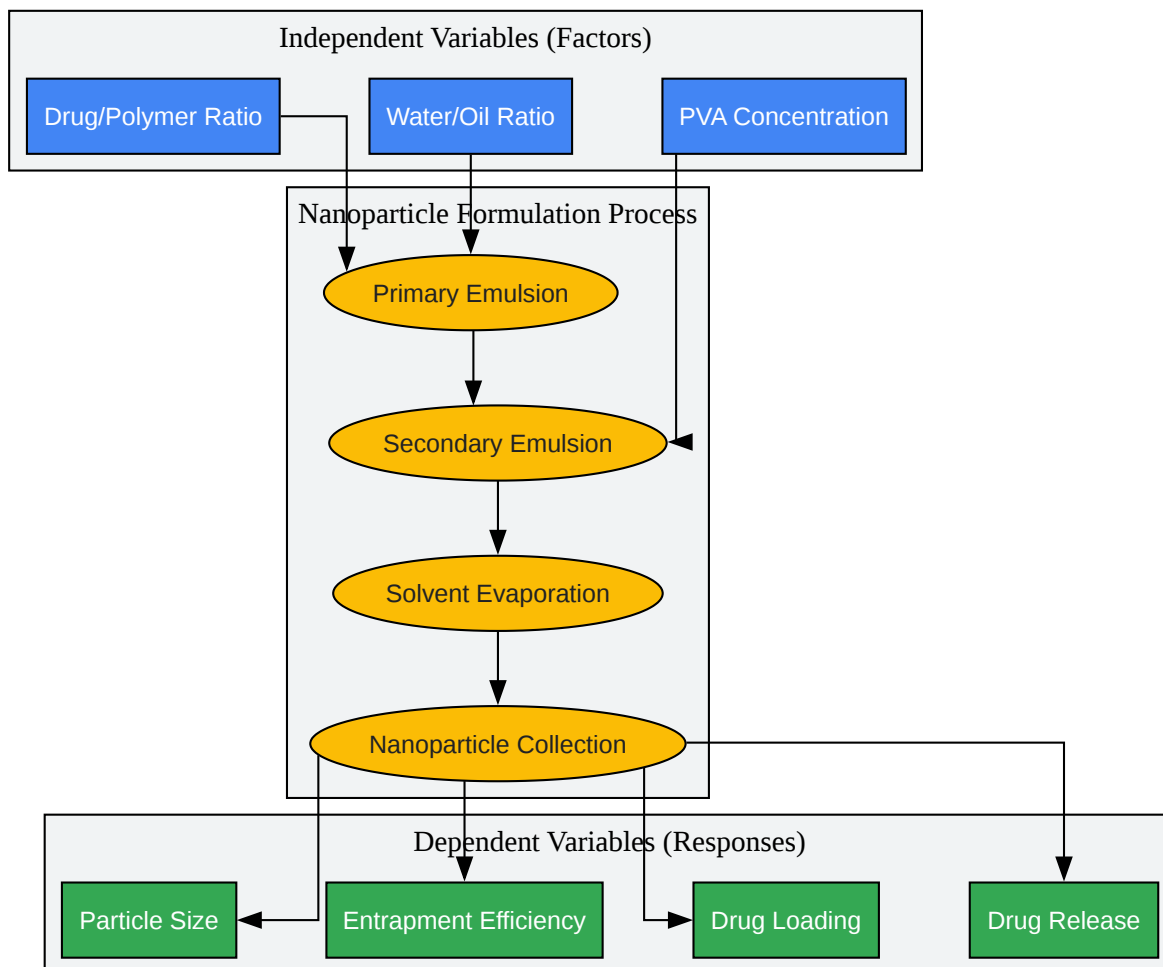 Independent Variables (Factors)
Drug/Polymer Ratio
Water/Oil Ratio
PVA Concentration
Nanoparticle Formulation Process
Primary Emulsion
Secondary Emulsion
Solvent Evaporation
Nanoparticle Collection
Dependent Variables (Responses)
Particle Size
Entrapment Efficiency
Drug Loading
Drug Release